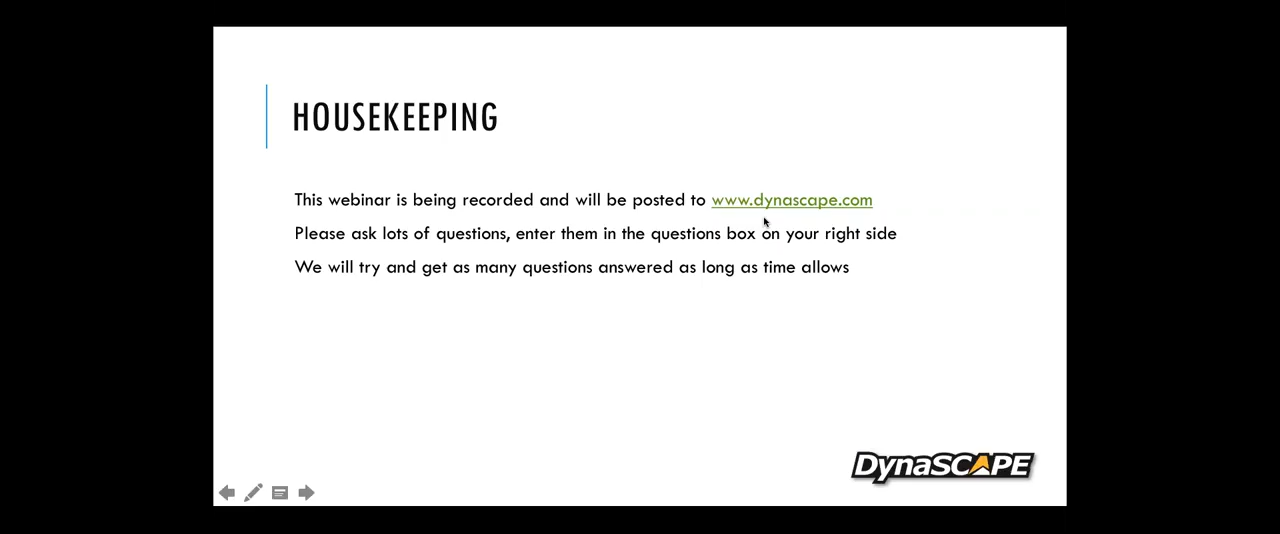 HOUSEKEEPING
This webinar is being recorded and will be posted to www.dynascape.com
Please ask lots of questions, enter them in the questions box on your right side
We will try and get as many questions answered as long as time allows
DynaSCAPE